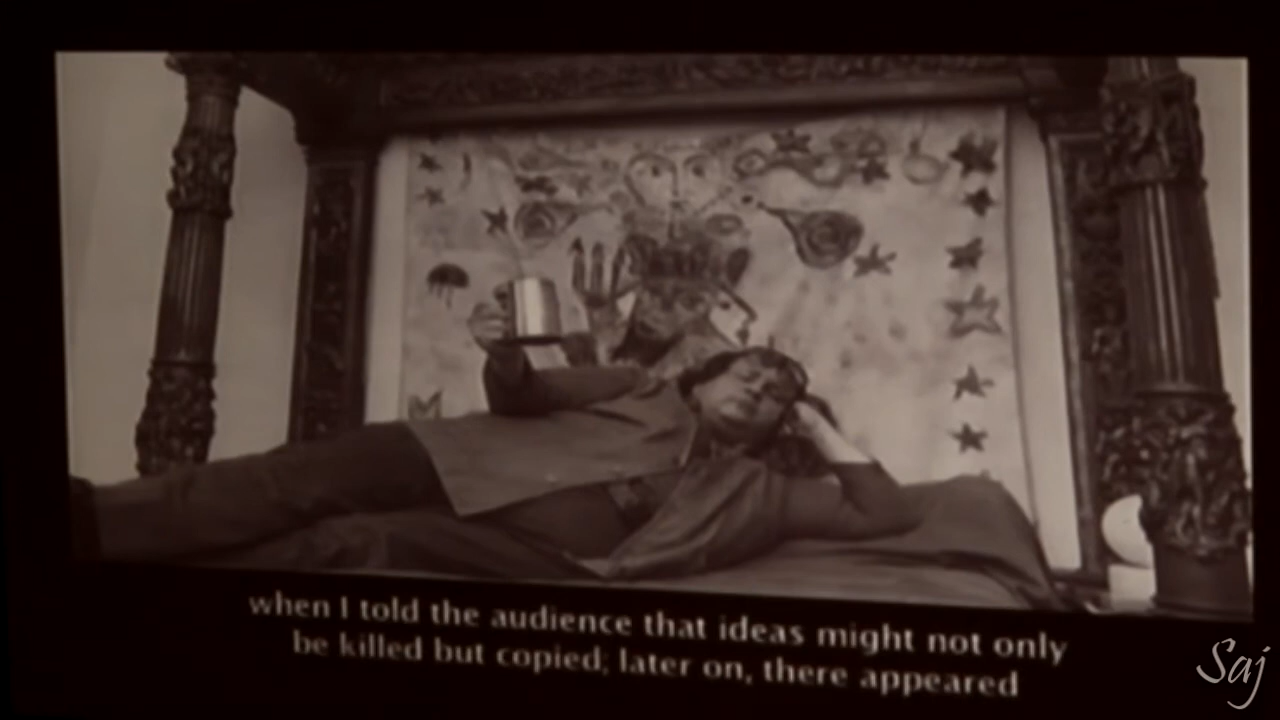 when I told the audience that ideas might not only
be killed but copied; later on, there appeared
Saj